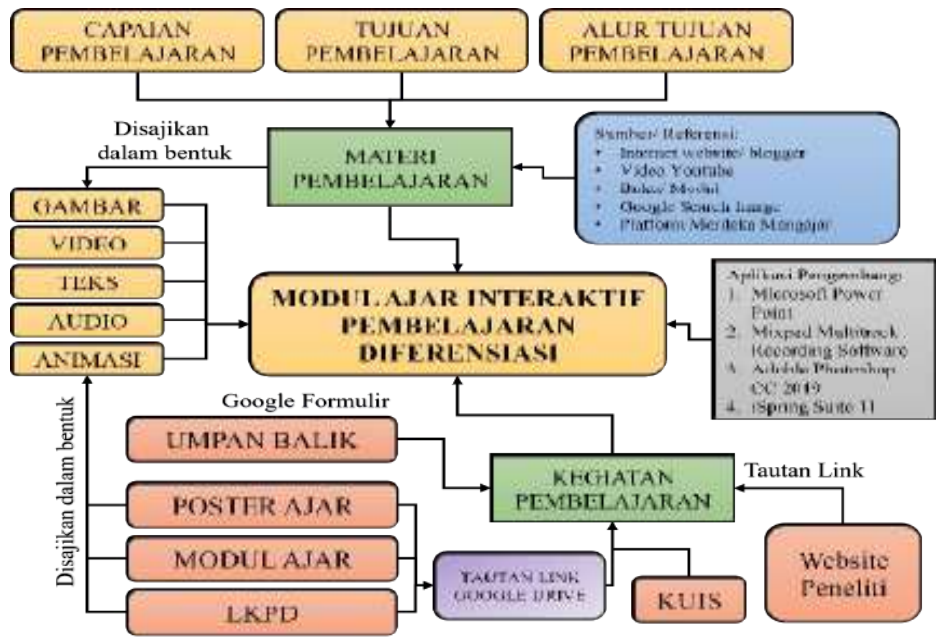 CAPAIAN
PEMBELAJARAN
TUJUAN
PEMBELAJARAN
ALUR TUJUAN
PEMBELAJARAN
Disajikan
dalam bentuk
MATERI
PEMBELAJARAN
Sumber/ Referensi:
• Internet website/ blogger
• Video Youtube
• Buku/ Modul
• Google Search Image
• Platform Merdeka Mengajar
GAMBAR
VIDEO
TEKS
AUDIO
ANIMASI
MODUL AJAR INTERAKTIF
PEMBELAJARAN
DIFERENSIASI
Aplikasi Pengembang:
1. Microsoft Power
Point
2. Mixpad Multitrack
Recording Software
3. Adobe Photoshop
CC 2019
4. iSpring Suite 11
Google Formulir
Disajikan dalam bentuk
UMPAN BALIK
POSTER AJAR
MODUL AJAR
LKPD
KEGIATAN
PEMBELAJARAN
Tautan Link
TAUTAN LINK
GOOGLE DRIVE
KUIS
Website
Peneliti